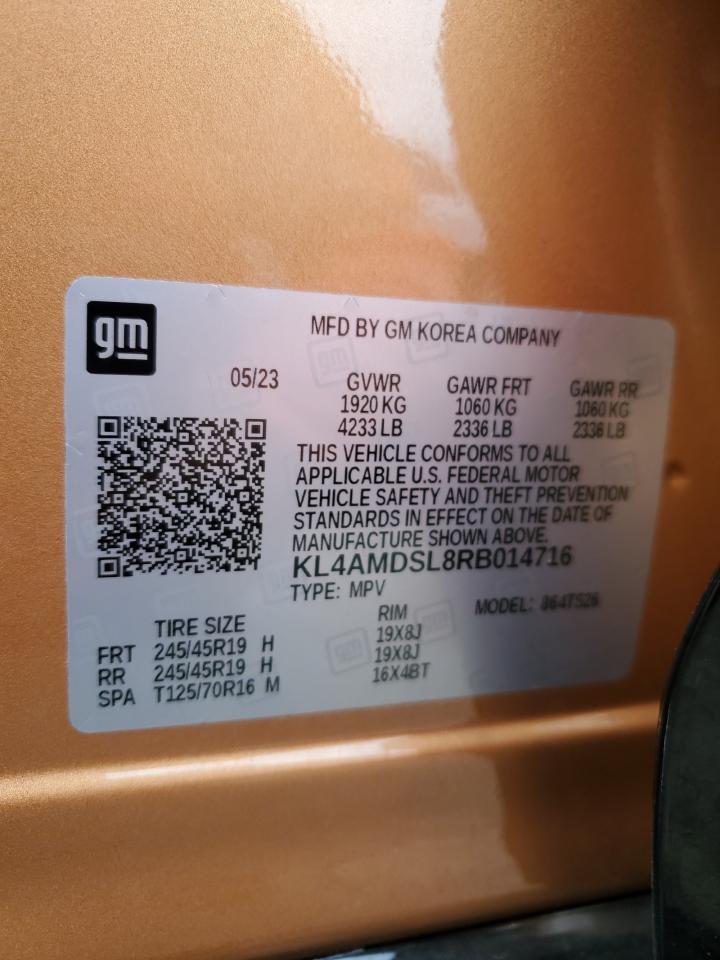 gm
MFD BY GM KOREA COMPANY
05/23
GVWR GAWR FRT GAWR RR
1920 KG 1060 KG 1060 KG
4233 LB 2336 LB 2336 LB
THIS VEHICLE CONFORMS TO ALL
APPLICABLE U.S. FEDERAL MOTOR
VEHICLE SAFETY AND THEFT PREVENTION
STANDARDS IN EFFECT ON THE DATE OF
MANUFACTURE SHOWN ABOVE.
KL4AMDSL8RB014716
TYPE: MPV MODEL: 864TS26
TIRE SIZE RIM
FRT 245/45R19 H 19X8J
RR 245/45R19 H 19X8J
SPA T125/70R16 M 16X4BT